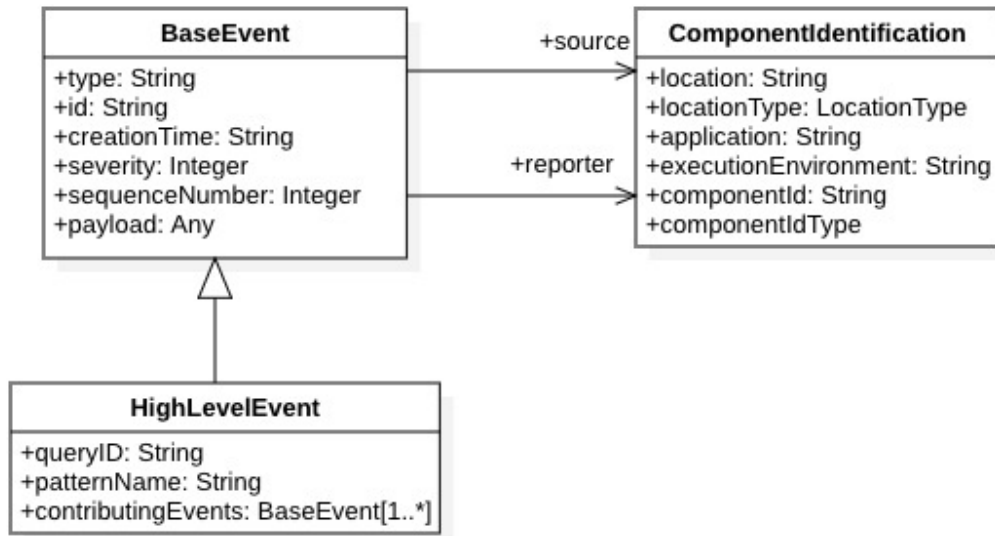 BaseEvent
+type: String
+id: String
+creationTime: String
+severity: Integer
+sequenceNumber: Integer
+payload: Any
+source
+reporter
ComponentIdentification
+location: String
+locationType: LocationType
+application: String
+executionEnvironment: String
+componentId: String
+componentIdType
HighLevelEvent
+queryID: String
+patternName: String
+contributingEvents: BaseEvent[1..*]